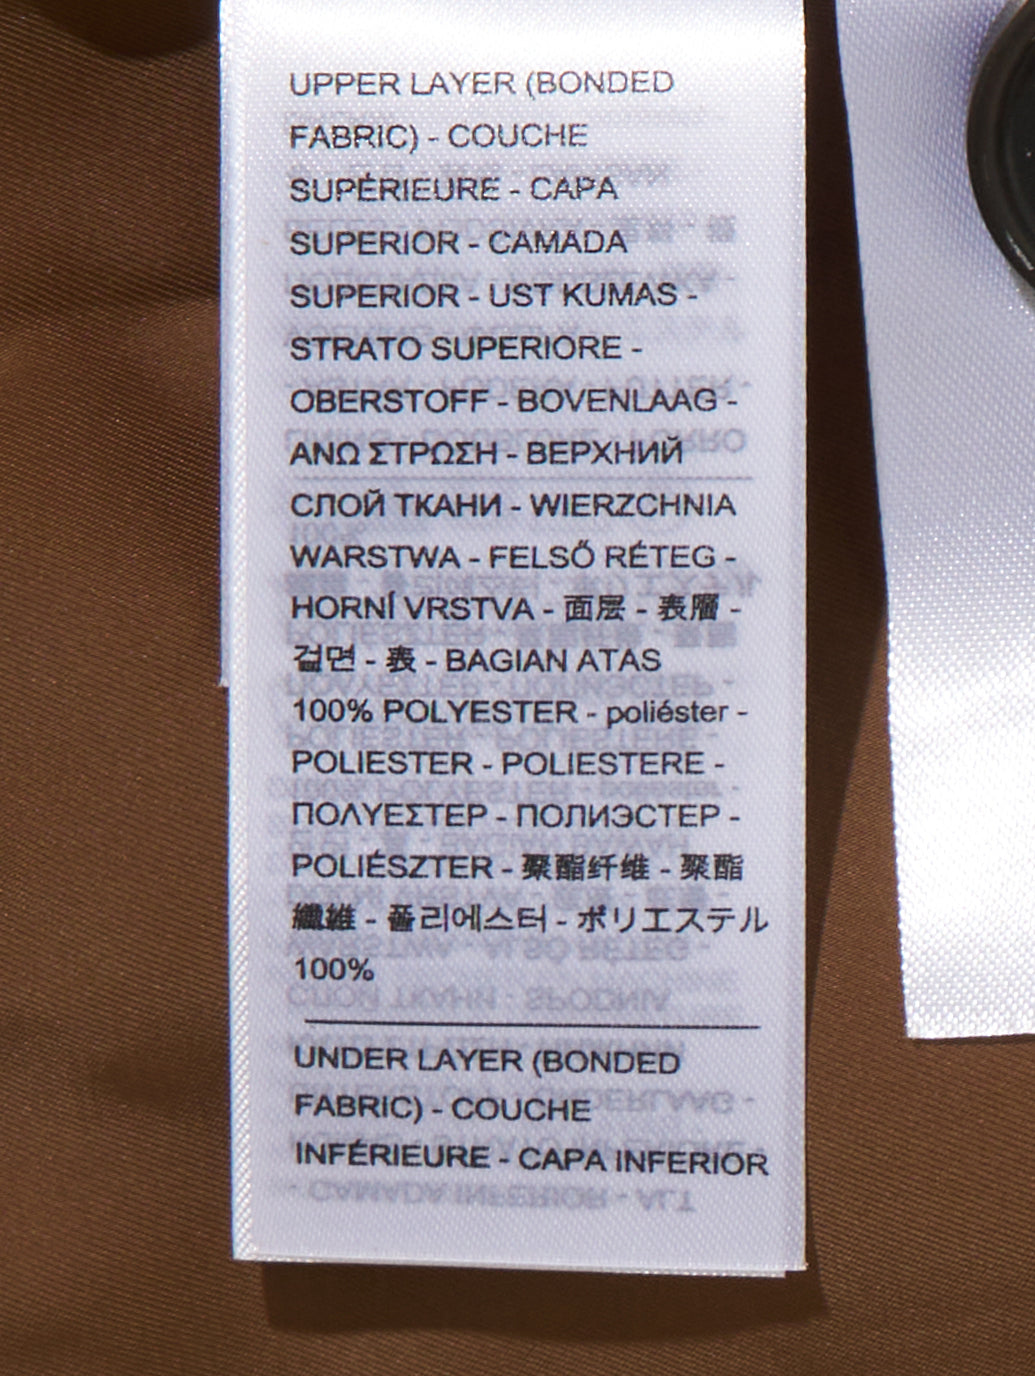 UPPER LAYER (BONDED
FABRIC) - COUCHE
SUPÉRIEURE - CAPA
SUPERIOR - CAMADA
SUPERIOR - UST KUMAS -
STRATO SUPERIORE -
OBERSTOFF - BOVENLAAG -
ΑΝΩ ΣΤΡΩΣΗ - ВЕРХНИЙ
СЛОЙ ТКАНИ - WIERZCHNIA
WARSTWA - FELSŐ RÉTEG -
HORNÍ VRSTVA - 面层 - 表層 -
겉면 - 表 - BAGIAN ATAS
100% POLYESTER - poliéster -
POLIESTER - POLIESTERE -
ΠΟΛΥΕΣΤΕΡ - ПОЛИЭСТЕР -
POLIÉSZTER - 聚酯纤维 - 聚酯
纖維 - 폴리에스터 - ポリエステル
100%
UNDER LAYER (BONDED
FABRIC) - COUCHE
INFÉRIEURE - CAPA INFERIOR